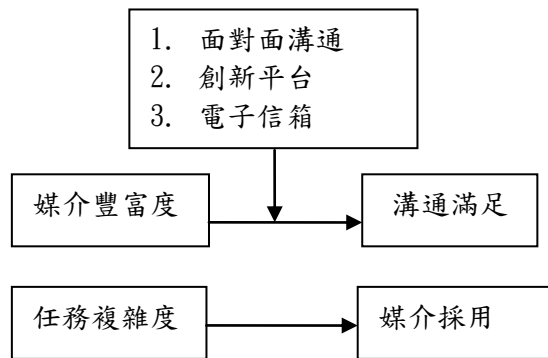 1. 面對面溝通
2. 創新平台
3. 電子信箱
媒介豐富度
溝通滿足
任務複雜度
媒介採用